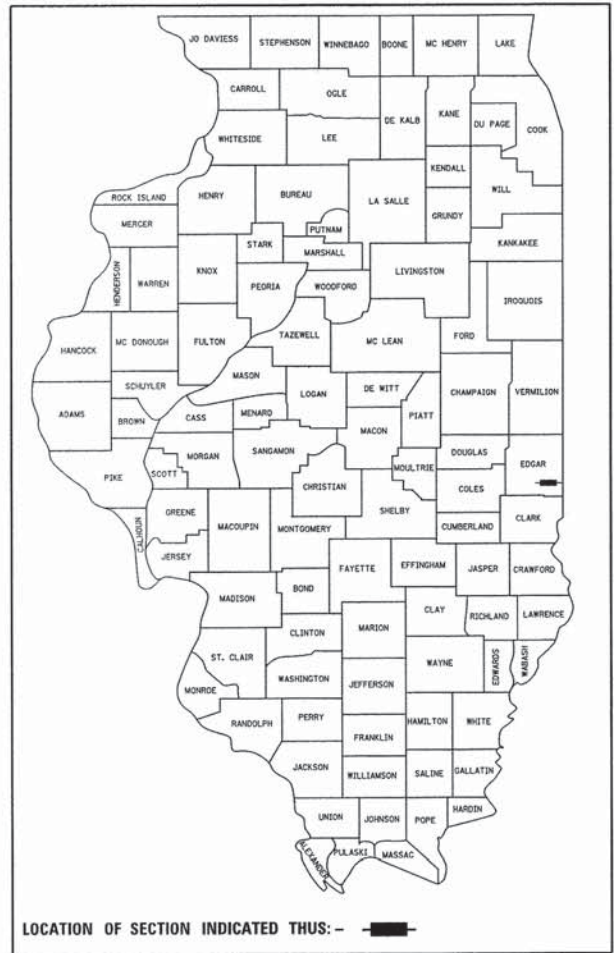 JO DAVIESS STEPHENSON WINNEBAGO BOONE MC HENRY LAKE
CARROLL OGLE DE KALB KANE DU PAGE COOK
WHITESIDE LEE
KENDALL WILL
ROCK ISLAND HENRY BUREAU LA SALLE GRUNDY
MERCER PUTNAM
STARK MARSHALL KANKAKEE
HENDERSON WARREN KNOX PEORIA WOODFORD LIVINGSTON IROQUOIS
HANCOCK MC DONOUGH FULTON TAZEWELL MC LEAN FORD
MASON
SCHUYLER LOGAN DE WITT CHAMPAIGN VERMILION
ADAMS BROWN CASS MENARD PIATT
MACON
MORGAN SANGAMON DOUGLAS EDGAR
PIKE SCOTT CHRISTIAN MOULTRIE COLES
GREENE SHELBY
CALHOUN MACOUPIN MONTGOMERY CUMBERLAND CLARK
JERSEY
FAYETTE EFFINGHAM JASPER CRAWFORD
MADISON BOND
CLAY RICHLAND LAWRENCE
CLINTON MARION
ST. CLAIR WAYNE EDWARDS WABASH
WASHINGTON JEFFERSON
MONROE
RANDOLPH PERRY HAMILTON WHITE
FRANKLIN
JACKSON WILLIAMSON SALINE GALLATIN
HARDIN
UNION JOHNSON POPE
ALEXANDER PULASKI MASSAC
LOCATION OF SECTION INDICATED THUS: -